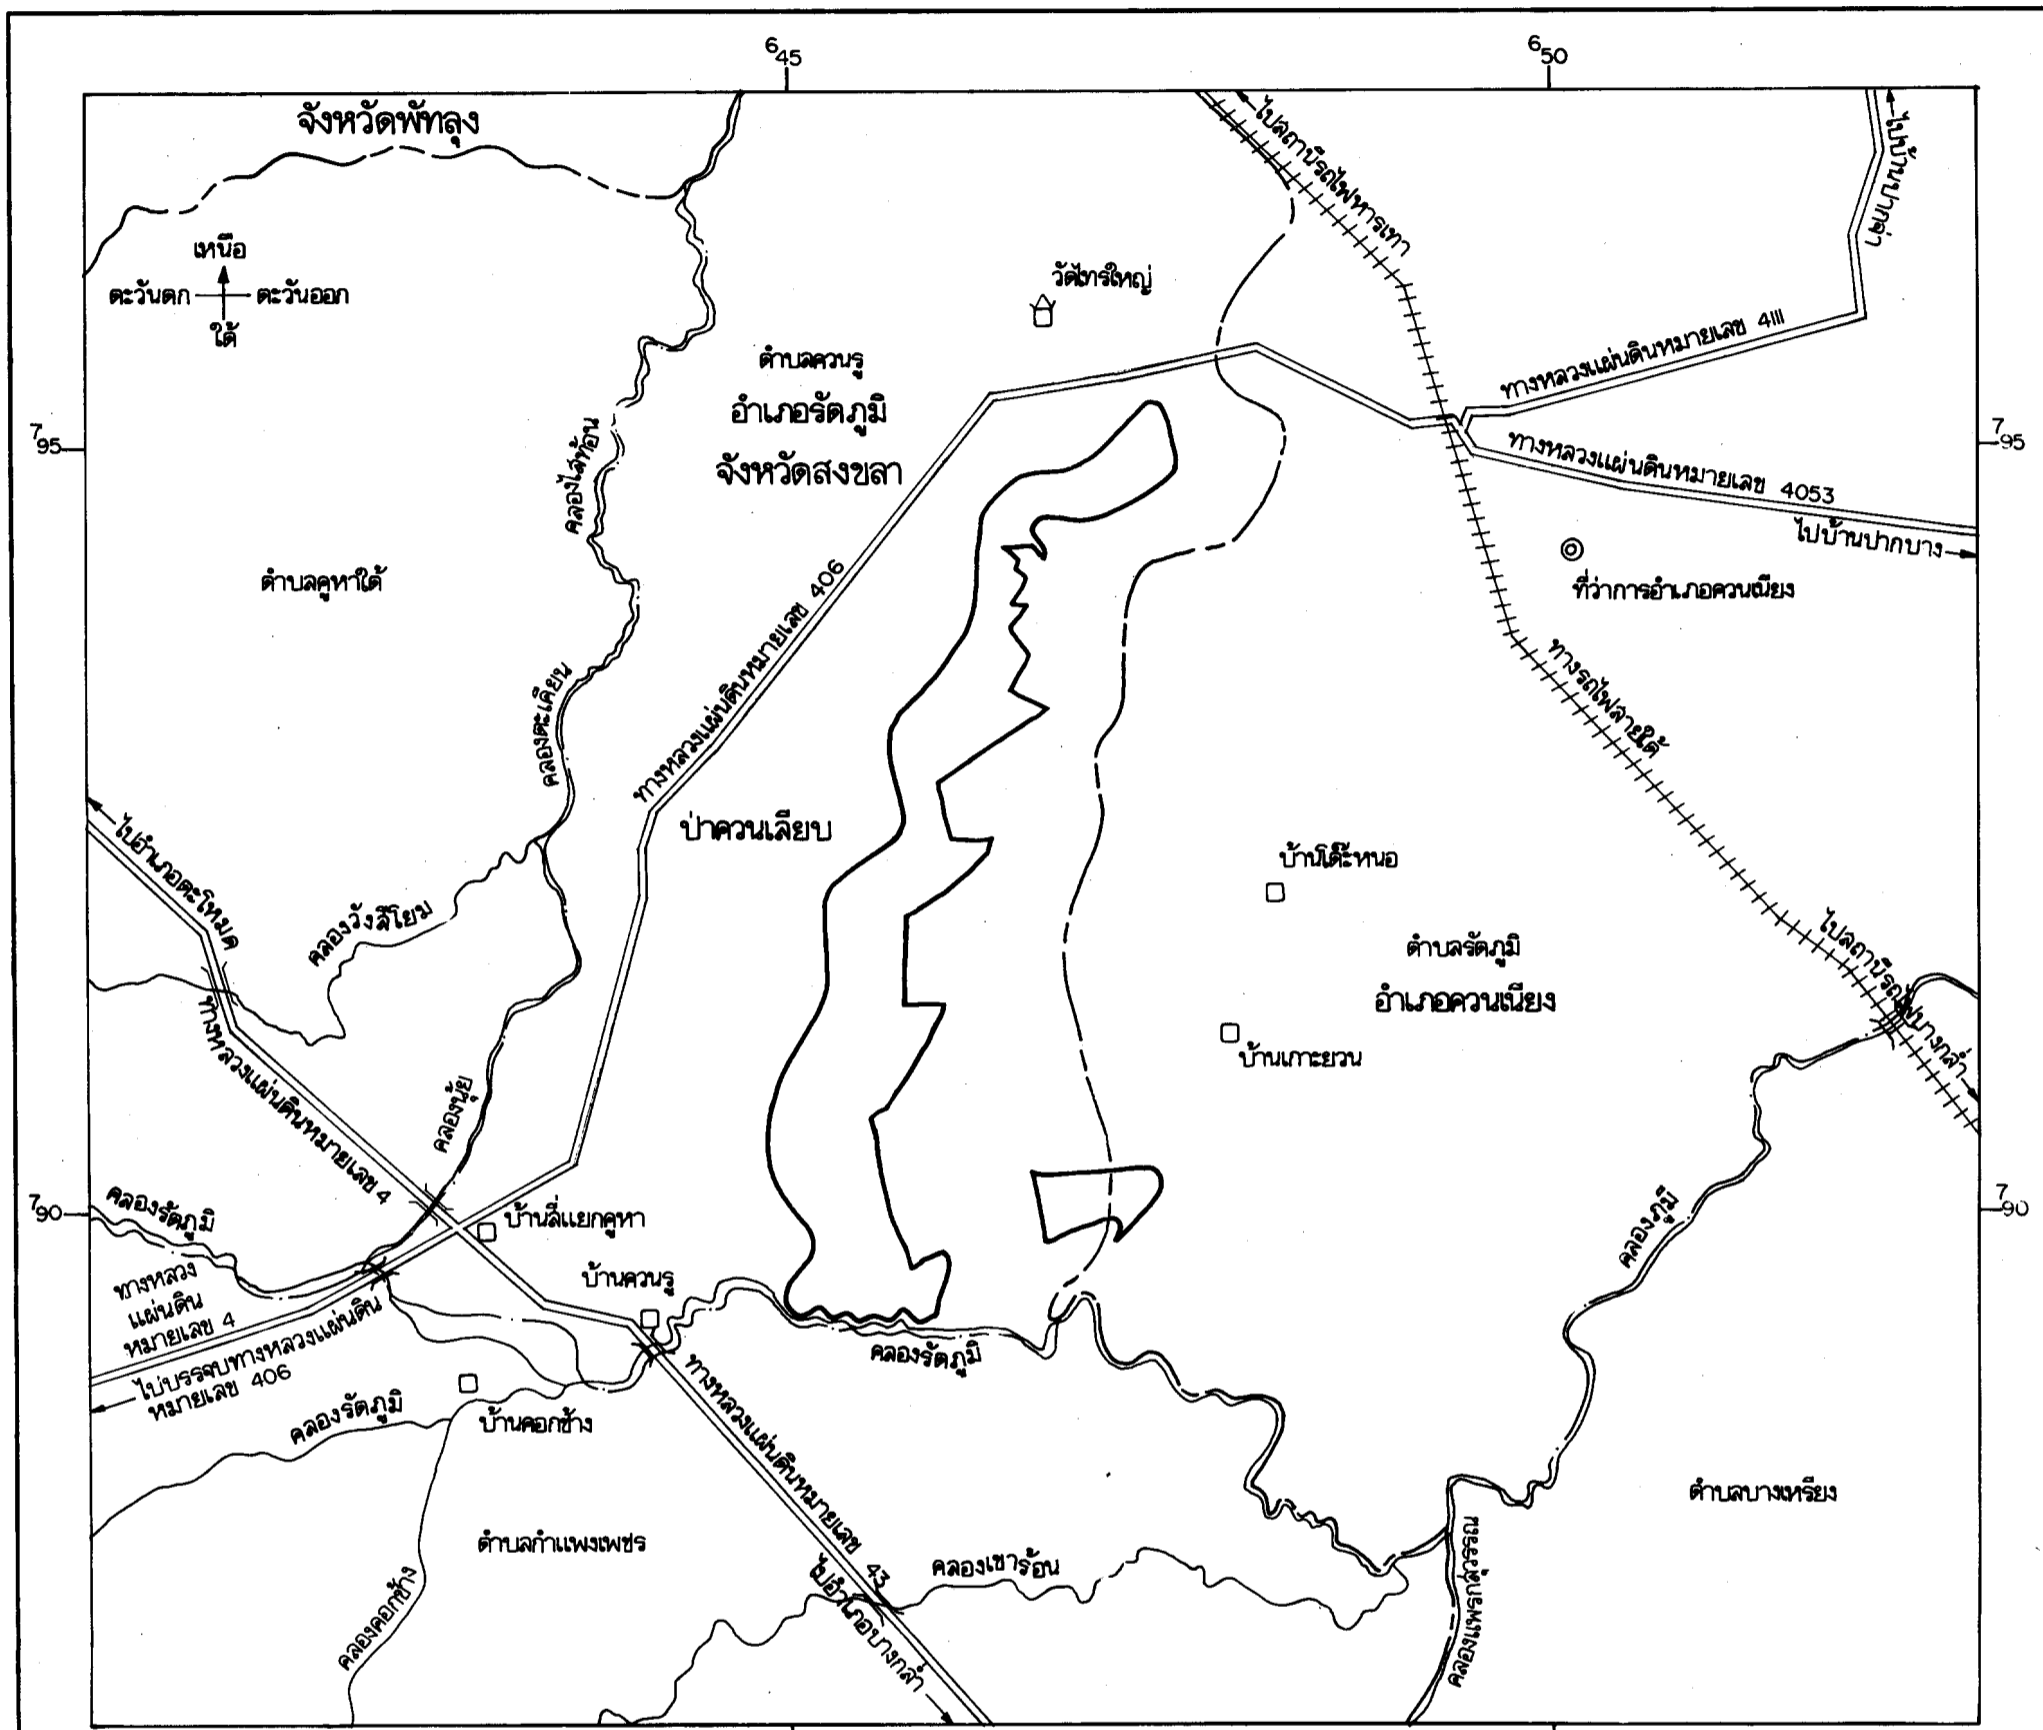 645
650
จังหวัดพัทลุง
ไปสถานีรถไฟหารเทา
ไปบ้านปากจ่า
เหนือ
ตะวันตก
ตะวันออก
ใต้
วัดไทรใหญ่
ทางหลวงแผ่นดินหมายเลข 4111
ตำบลควนรู
อำเภอรัตภูมิ
จังหวัดสงขลา
795
795
คลองไสท้อน
ทางหลวงแผ่นดินหมายเลข 4053
ไปบ้านปากบาง
ตำบลคูหาใต้
ที่ว่าการอำเภอควนเนียง
ทางหลวงแผ่นดินหมายเลข 406
คลองตะเคียน
ทางรถไฟสายใต้
ป่าควนเลียบ
ไปอำเภอตะโหมด
บ้านโต๊ะหนอ
คลองวังสีโยม
ตำบลรัตภูมิ
ไปสถานีรถไฟบางกล่ำ
อำเภอควนเนียง
ทางหลวงแผ่นดินหมายเลข 4
บ้านเกาะยวน
คลองนุ้ย
790
790
คลองรัตภูมิ
บ้านสี่แยกคูหา
คลองภูมี
บ้านควนรู
ทางหลวง
แผ่นดิน
หมายเลข 4
คลองรัตภูมิ
ไปบรรจบทางหลวงแผ่นดิน
หมายเลข 406
ทางหลวงแผ่นดินหมายเลข 43
คลองรัตภูมิ
บ้านคอกช้าง
ตำบลบางเหรียง
ตำบลกำแพงเพชร
คลองเขาร้อน
คลองแพรกสุวรรณ
คลองคอกช้าง
ไปอำเภอบางกล่ำ